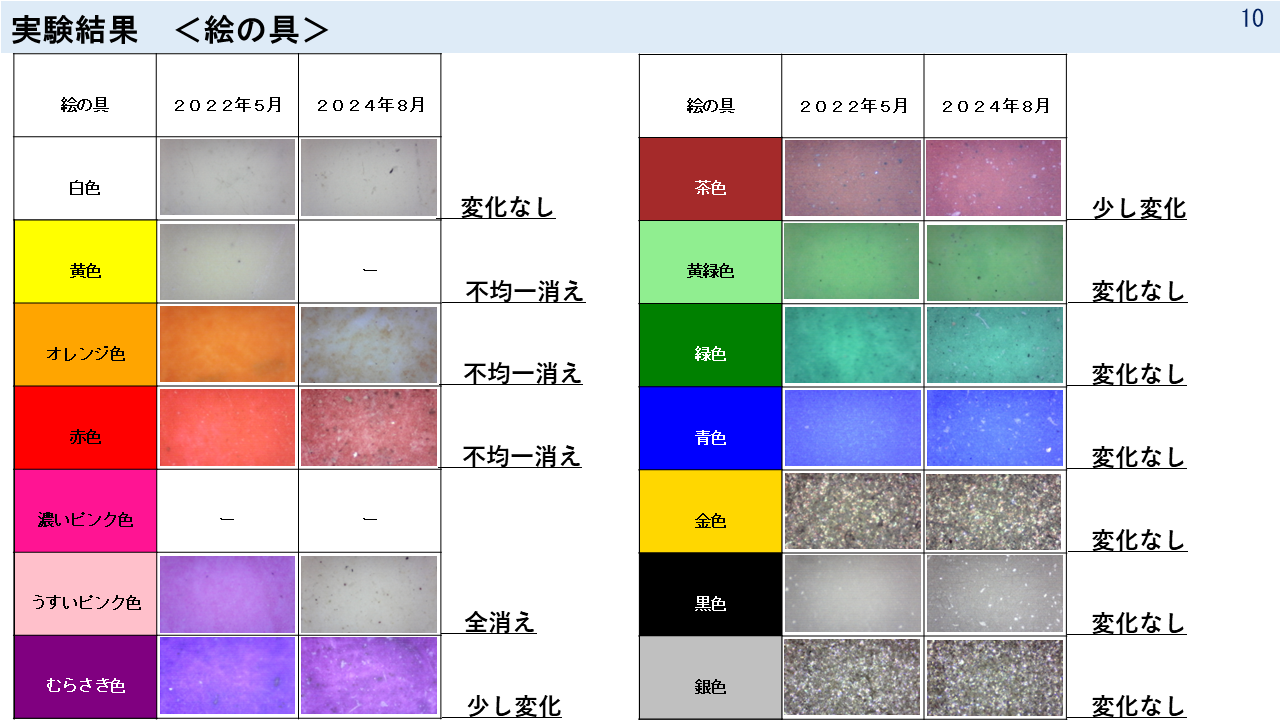 実験結果　＜絵の具＞
10
絵の具 ２０２２年５月 ２０２４年８月
白色 変化なし
黄色 ー 不均一消え
オレンジ色 不均一消え
赤色 不均一消え
濃いピンク色 ー ー
うすいピンク色 全消え
むらさき色 少し変化
絵の具 ２０２２年５月 ２０２４年８月
茶色 少し変化
黄緑色 変化なし
緑色 変化なし
青色 変化なし
金色 変化なし
黒色 変化なし
銀色 変化なし